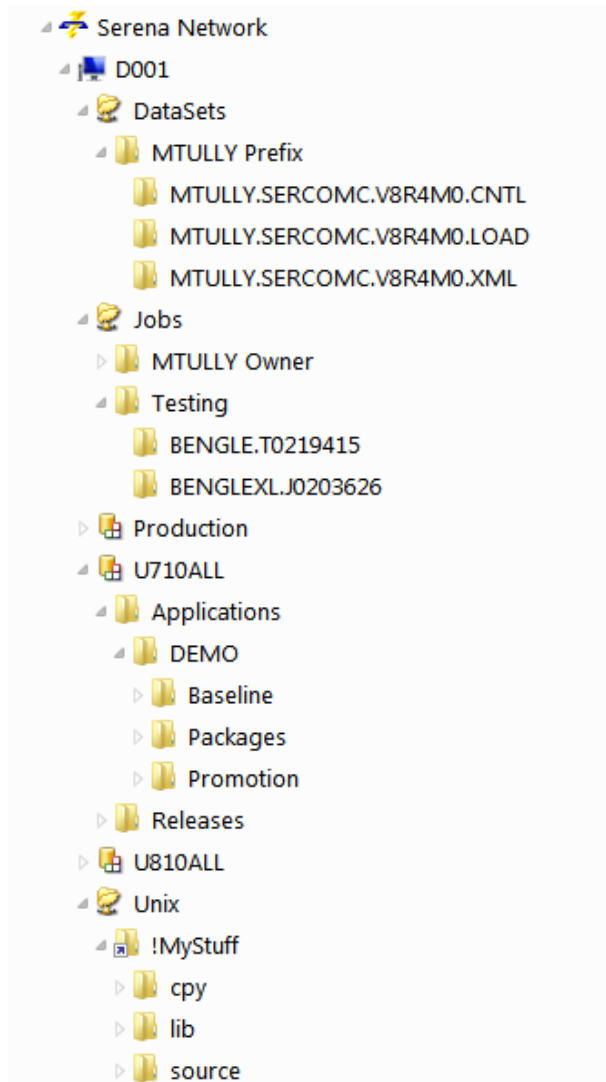 Serena Network
D001
DataSets
MTULLY Prefix
MTULLY.SERCOMC.V8R4M0.CNTL
MTULLY.SERCOMC.V8R4M0.LOAD
MTULLY.SERCOMC.V8R4M0.XML
Jobs
MTULLY Owner
Testing
BENGLE.T0219415
BENGLEXL.J0203626
Production
U710ALL
Applications
DEMO
Baseline
Packages
Promotion
Releases
U810ALL
Unix
!MyStuff
cpy
lib
source